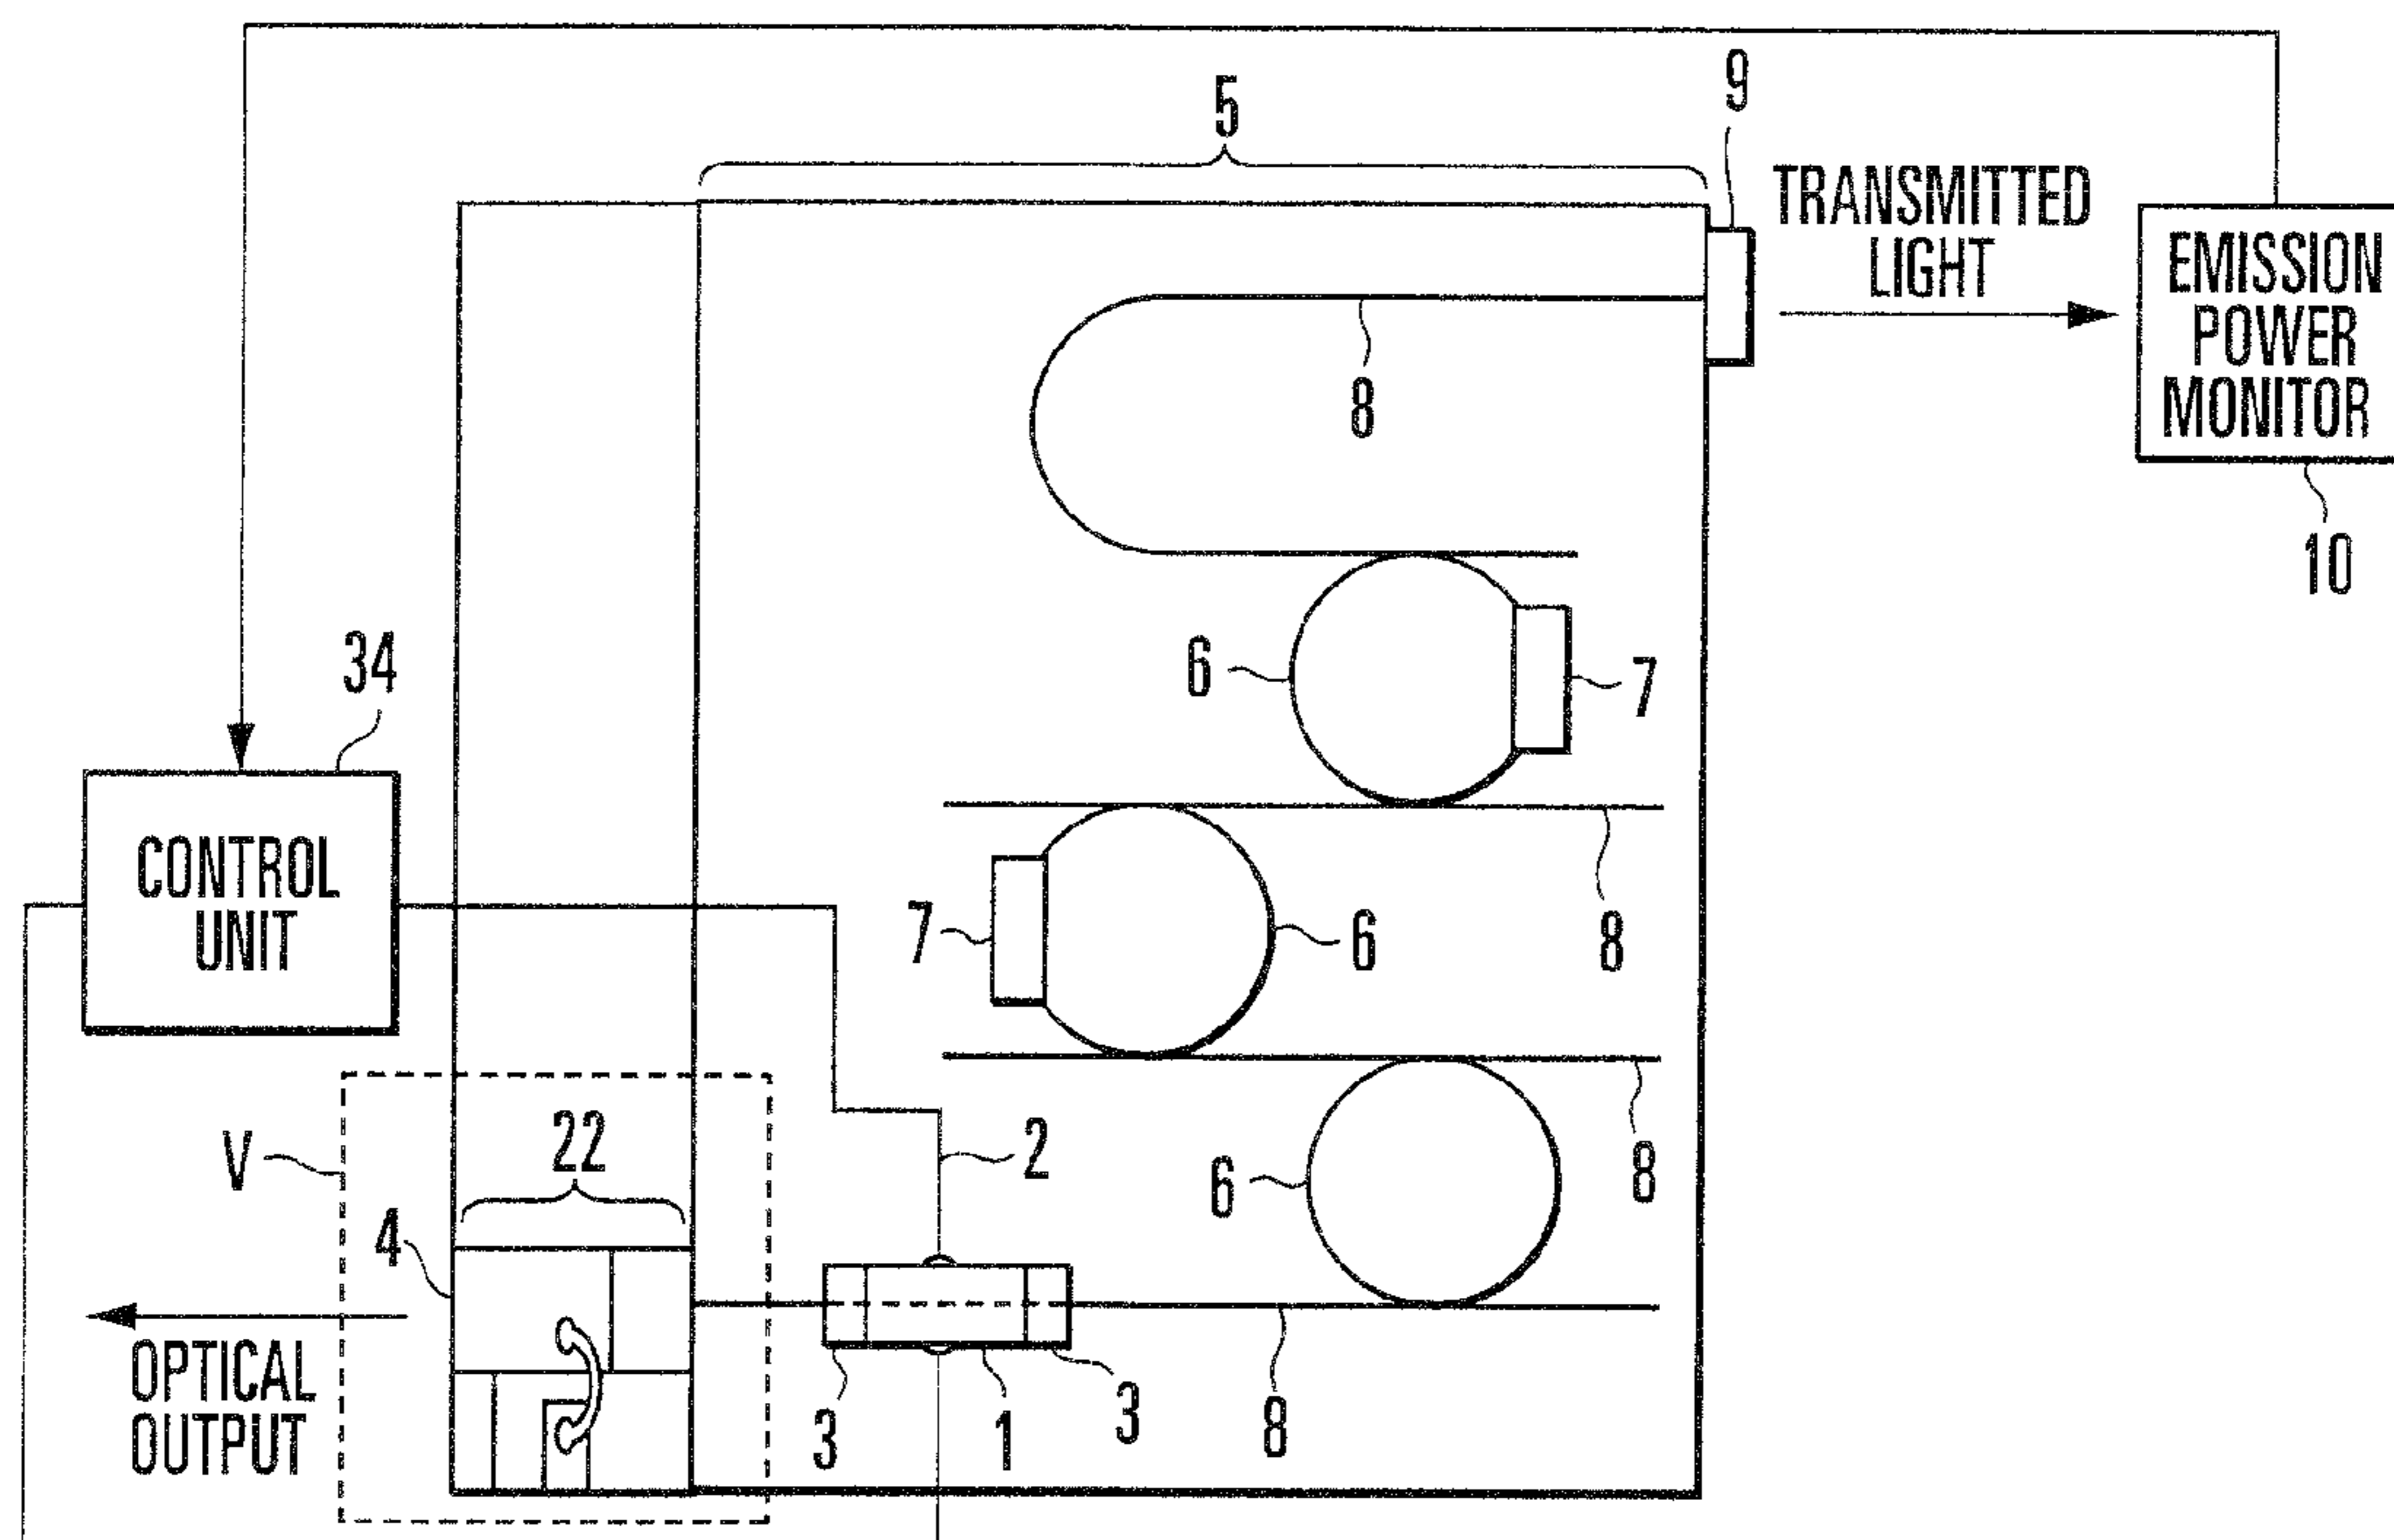 5
9
TRANSMITTED
LIGHT
EMISSION
POWER
MONITOR
8
10
34
6
7
CONTROL
UNIT
7
6
8
V
22
2
6
8
4
OPTICAL
OUTPUT
3
1
3
8